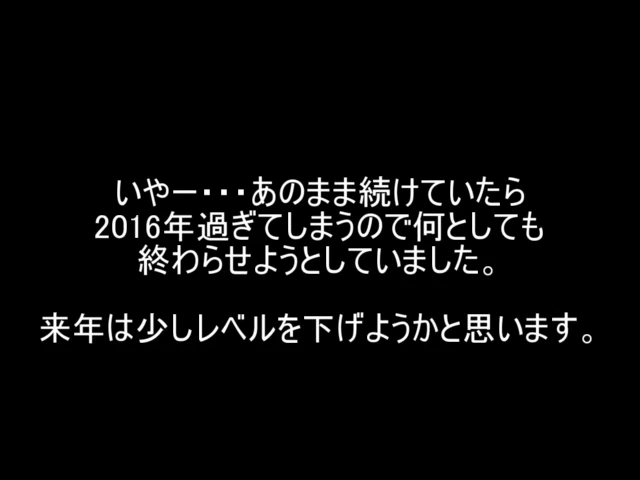 いやー・・・あのまま続けていたら
2016年過ぎてしまうので何としても
終わらせようとしていました。
来年は少しレベルを下げようかと思います。